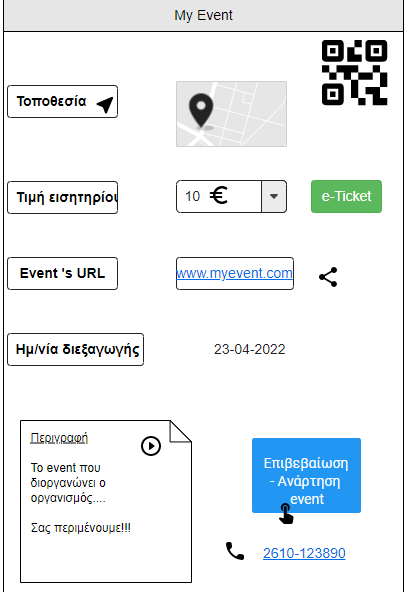 My Event
Τοποθεσία
Τιμή εισητηρίου
10 €
e-Ticket
Event 's URL
www.myevent.com
Ημ/νία διεξαγωγής
23-04-2022
Περιγραφή
Το event που
διοργανώνει ο
οργανισμός....
Σας περιμένουμε!!!
Επιβεβαίωση
- Ανάρτηση
event
2610-123890